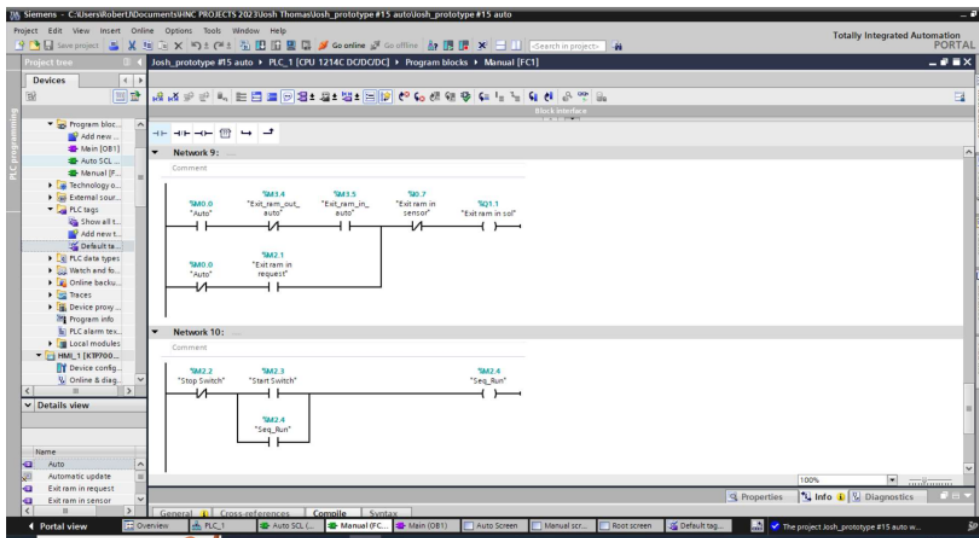 Siemens - C:\Users\Robert\Documents\HNC PROJECTS 2023\Josh Thomas\Josh_prototype #15 auto\Josh_prototype #15 auto
Project Edit View Insert Online Options Tools Window Help
Totally Integrated Automation
PORTAL
Save project
Go online
Go offline
<Search in project>
Project tree
Josh_prototype #15 auto ▸ PLC_1 [CPU 1214C DC/DC/DC] ▸ Program blocks ▸ Manual [FC1]
Devices
PLC programming
Block interface
Program bloc...
Add new ...
Main [OB1]
Auto SCL ...
Manual [F...
Technology o...
External sour...
PLC tags
Show all t...
Add new t...
Default ta...
PLC data types
Watch and fo...
Online backu...
Traces
Device proxy ...
Program info
PLC alarm tex...
Local modules
HMI_1 [KTP700...
Device config...
Online & diag...
Details view
Name
Auto
Automatic update
Exit ram in request
Exit ram in sensor
Network 9: ....
Comment
%M0.0
"Auto"
%M3.4
"Exit_ram_out_
auto"
%M3.5
"Exit_ram_in_
auto"
%I0.7
"Exit ram in
sensor"
%Q1.1
"Exit ram in sol"
%M0.0
"Auto"
%M2.1
"Exit ram in
request"
Network 10: ....
Comment
%M2.2
"Stop Switch"
%M2.3
"Start Switch"
%M2.4
"Seq_Run"
%M2.4
"Seq_Run"
100%
Properties
Info
Diagnostics
General
Cross-references
Compile
Syntax
Portal view
Overview
PLC_1
Auto SCL (...
Manual (FC...
Main (OB1)
Auto Screen
Manual scr...
Root screen
Default tag...
The project Josh_prototype #15 auto w...